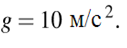 g = 10 м/с².